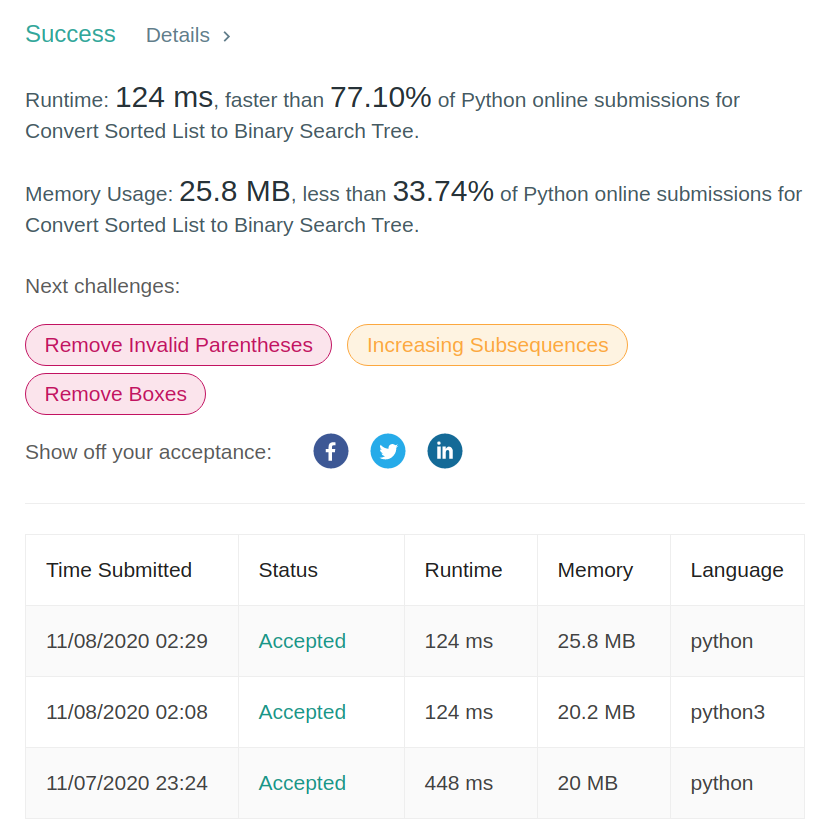 Success Details
Runtime: 124 ms, faster than 77.10% of Python online submissions for
Convert Sorted List to Binary Search Tree.
Memory Usage: 25.8 MB, less than 33.74% of Python online submissions for
Convert Sorted List to Binary Search Tree.
Next challenges:
Remove Invalid Parentheses Increasing Subsequences
Remove Boxes
Show off your acceptance: f in
Time Submitted Status Runtime Memory Language
11/08/2020 02:29 Accepted 124 ms 25.8 MB python
11/08/2020 02:08 Accepted 124 ms 20.2 MB python3
11/07/2020 23:24 Accepted 448 ms 20 MB python